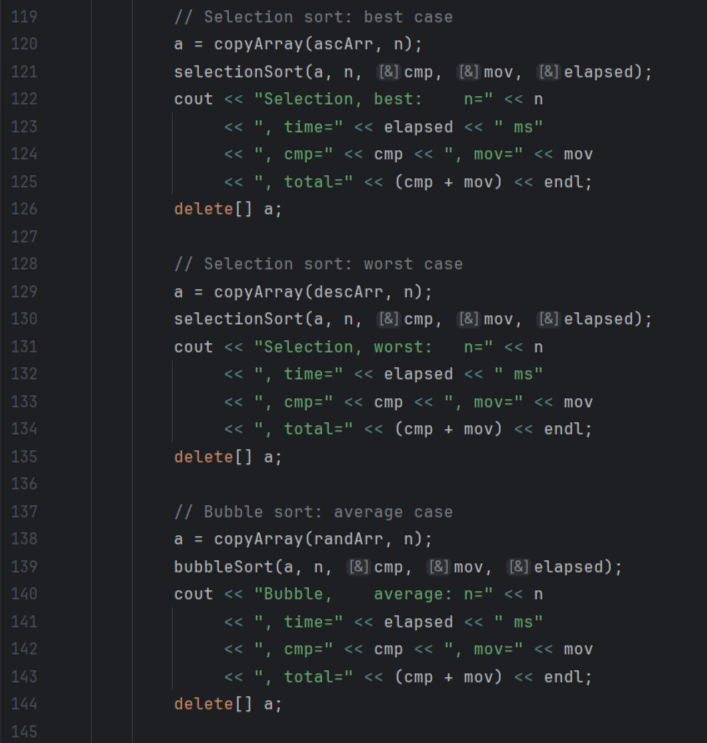 119 // Selection sort: best case
120 a = copyArray(ascArr, n);
121 selectionSort(a, n, [&]cmp, [&]mov, [&]elapsed);
122 cout << "Selection, best:    n=" << n
123 << ", time=" << elapsed << " ms"
124 << ", cmp=" << cmp << ", mov=" << mov
125 << ", total=" << (cmp + mov) << endl;
126 delete[] a;
127
128 // Selection sort: worst case
129 a = copyArray(descArr, n);
130 selectionSort(a, n, [&]cmp, [&]mov, [&]elapsed);
131 cout << "Selection, worst:   n=" << n
132 << ", time=" << elapsed << " ms"
133 << ", cmp=" << cmp << ", mov=" << mov
134 << ", total=" << (cmp + mov) << endl;
135 delete[] a;
136
137 // Bubble sort: average case
138 a = copyArray(randArr, n);
139 bubbleSort(a, n, [&]cmp, [&]mov, [&]elapsed);
140 cout << "Bubble,    average: n=" << n
141 << ", time=" << elapsed << " ms"
142 << ", cmp=" << cmp << ", mov=" << mov
143 << ", total=" << (cmp + mov) << endl;
144 delete[] a;
145